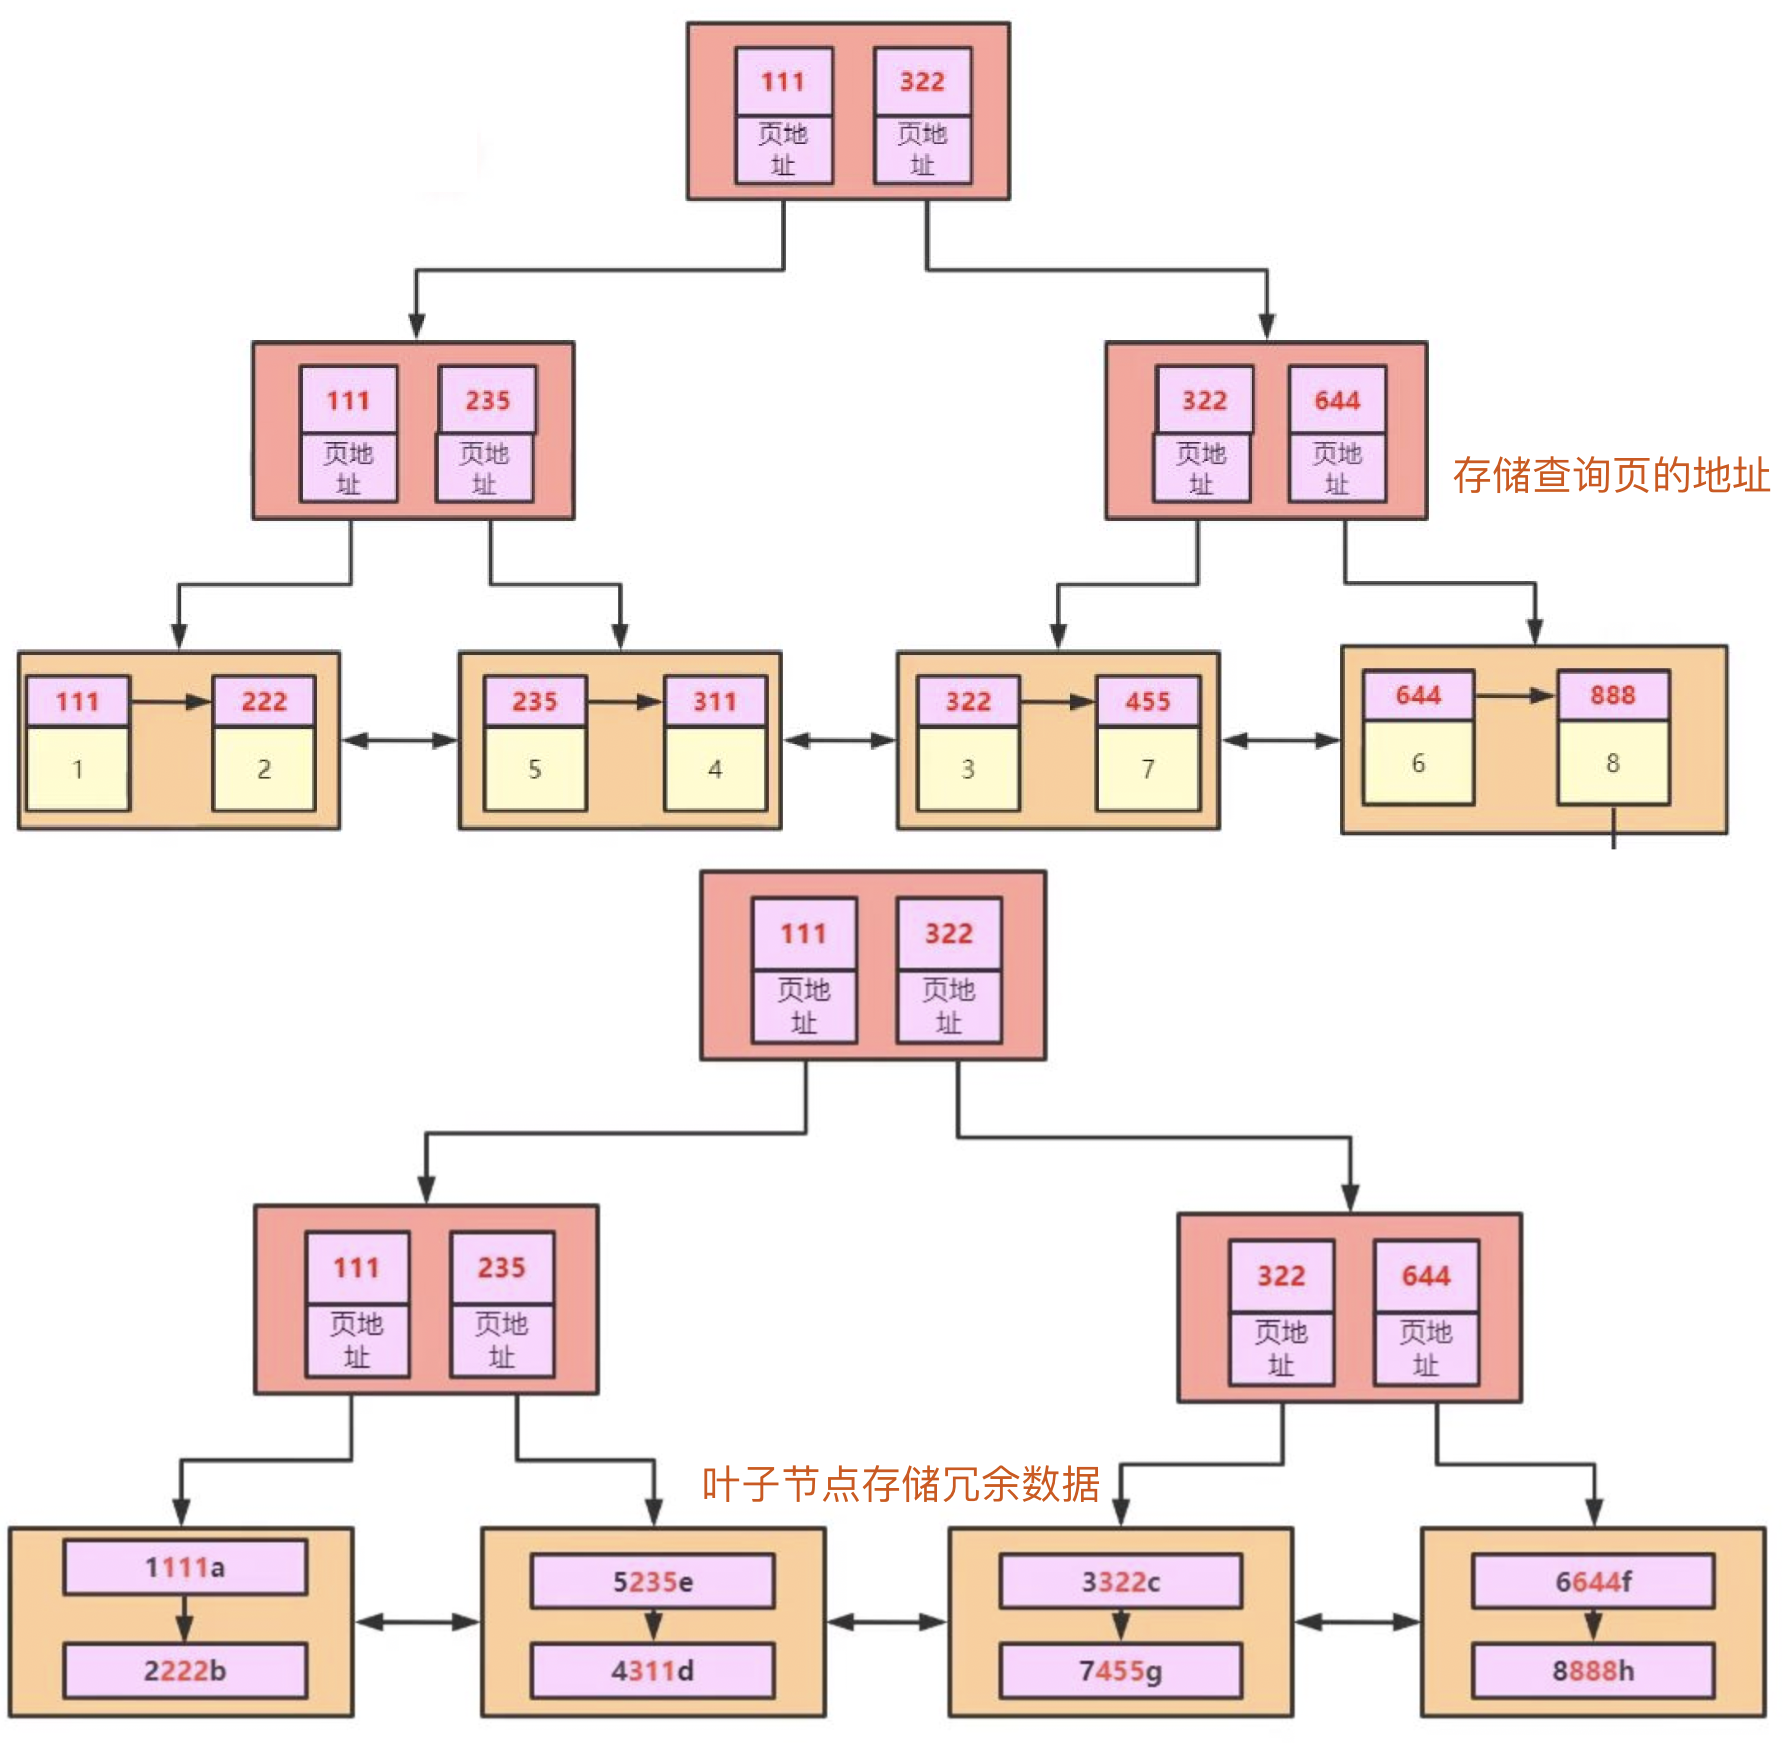 111 322
页地 页地
址 址
111 235 322 644
页地 页地 页地 页地
址 址 址 址
存储查询页的地址
111 222 235 311 322 455 644 888
1 2 5 4 3 7 6 8
111 322
页地 页地
址 址
111 235 322 644
页地 页地 页地 页地
址 址 址 址
叶子节点存储冗余数据
1111a 5235e 3322c 6644f
2222b 4311d 7455g 8888h